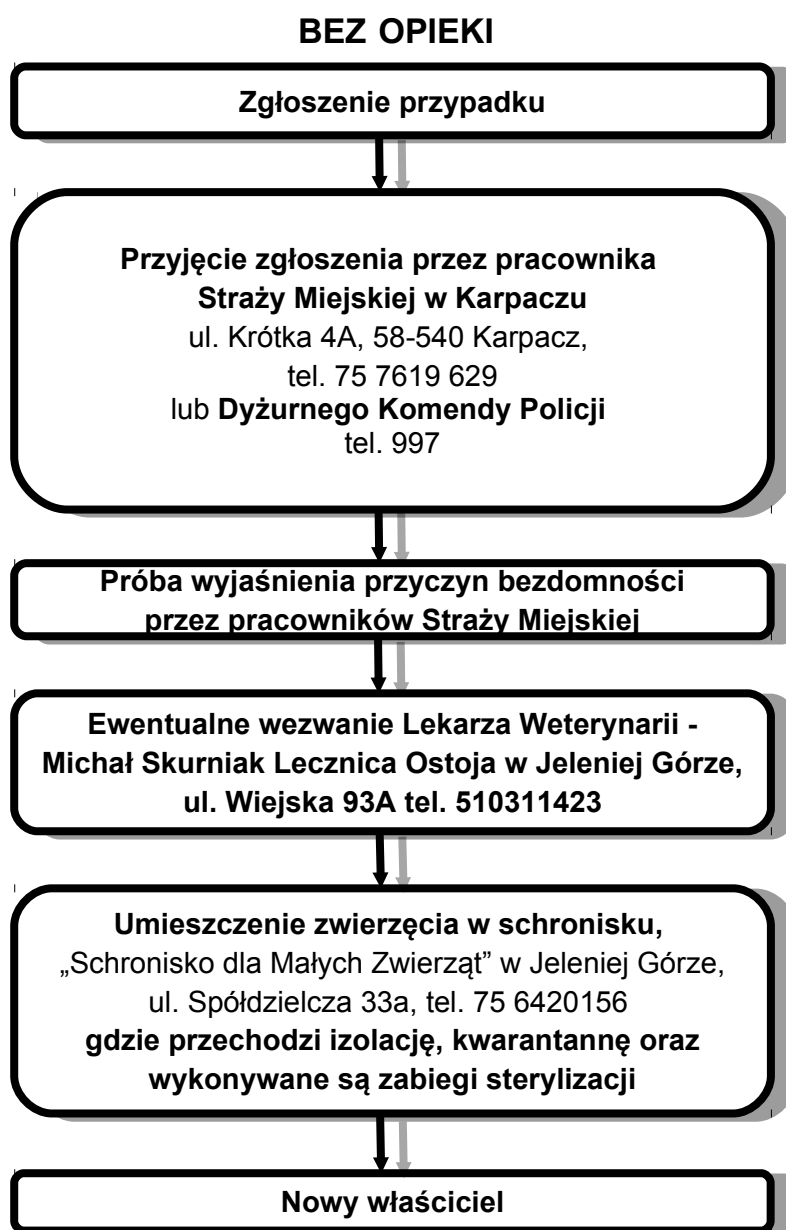 BEZ OPIEKI
Zgłoszenie przypadku
Przyjęcie zgłoszenia przez pracownika
Straży Miejskiej w Karpaczu
ul. Krótka 4A, 58-540 Karpacz,
tel. 75 7619 629
lub Dyżurnego Komendy Policji
tel. 997
Próba wyjaśnienia przyczyn bezdomności
przez pracowników Straży Miejskiej
Ewentualne wezwanie Lekarza Weterynarii -
Michał Skurniak Lecznica Ostoja w Jeleniej Górze,
ul. Wiejska 93A tel. 510311423
Umieszczenie zwierzęcia w schronisku,
„Schronisko dla Małych Zwierząt” w Jeleniej Górze,
ul. Spółdzielcza 33a, tel. 75 6420156
gdzie przechodzi izolację, kwarantannę oraz
wykonywane są zabiegi sterylizacji
Nowy właściciel